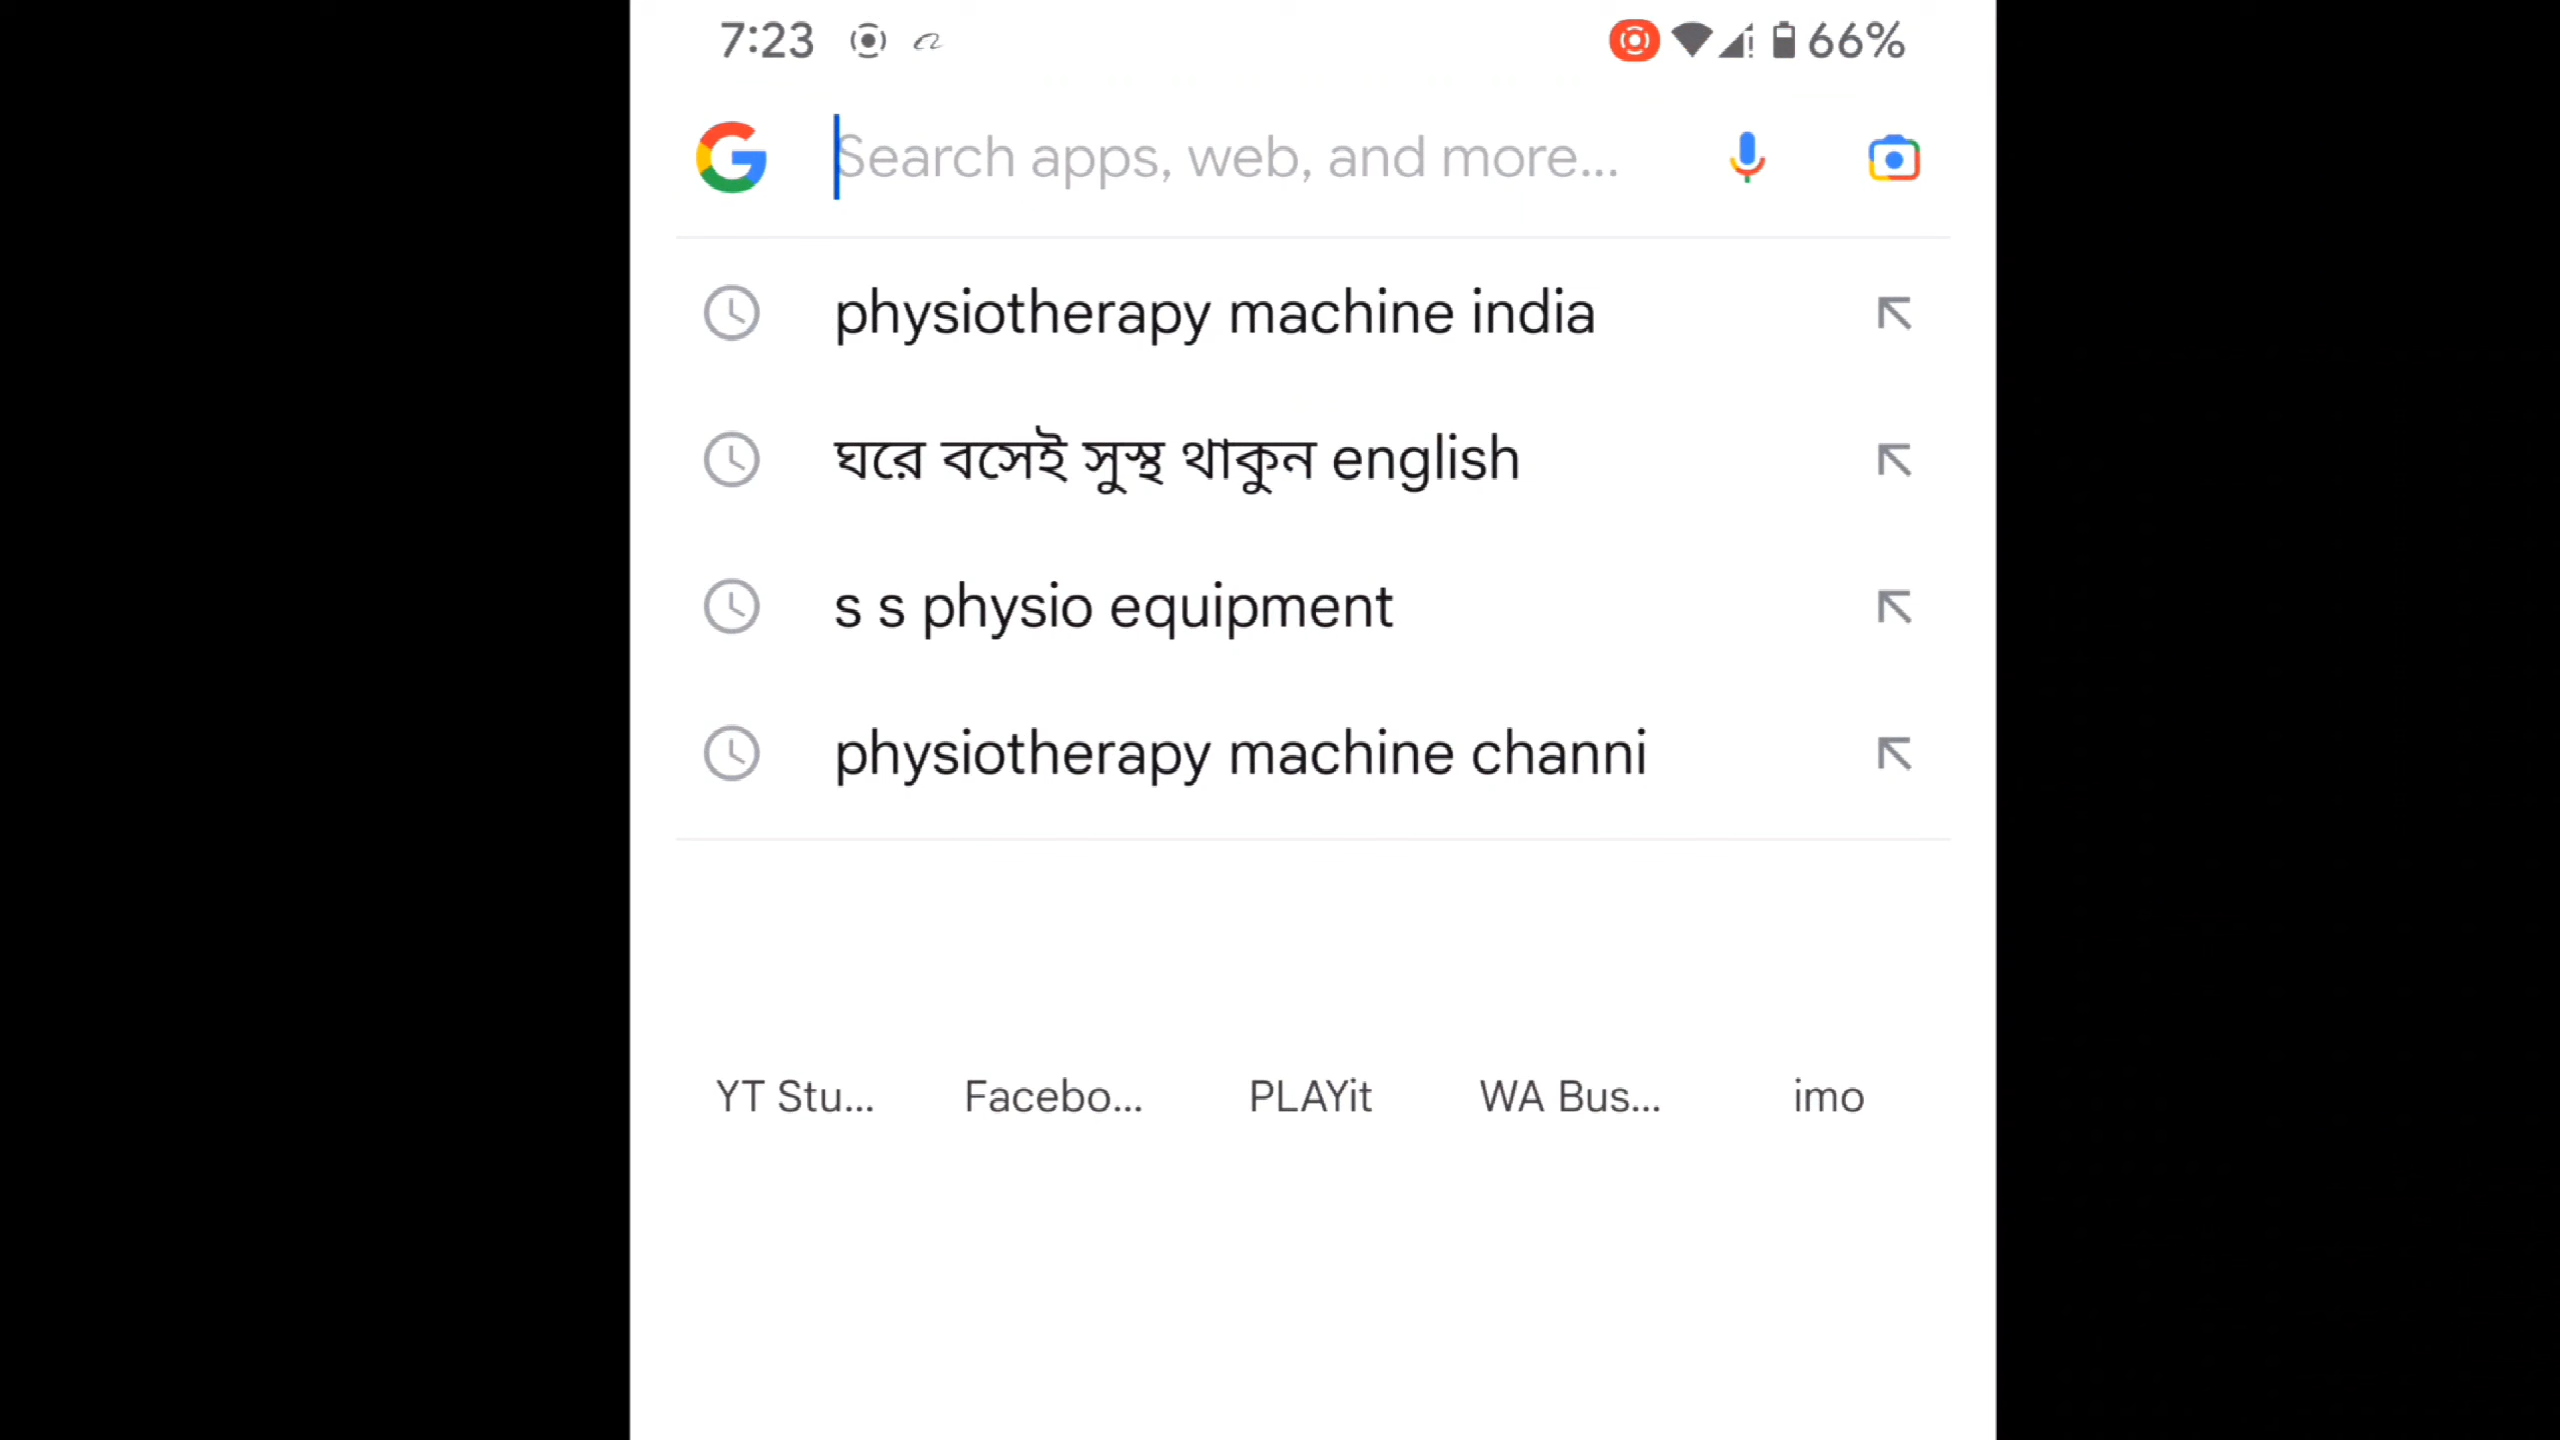 7:23 66%
Search apps, web, and more...
physiotherapy machine india
ঘরে বসেই সুস্থ থাকুন english
s s physio equipment
physiotherapy machine channi
YT Stu... Facebo... PLAYit WA Bus... imo